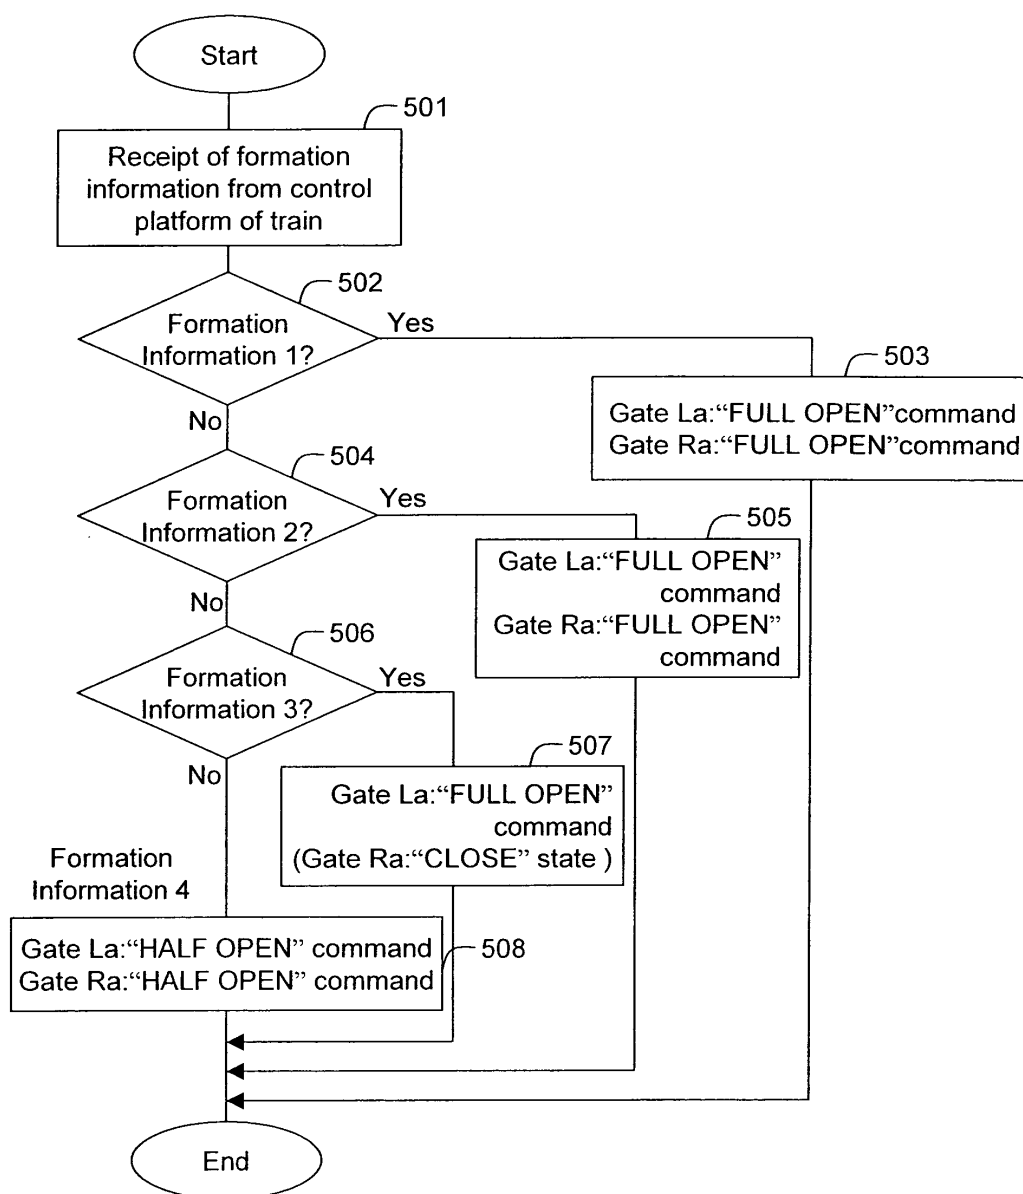 Start
501
Receipt of formation
information from control
platform of train
502
Formation
Information 1?
Yes
No
503
Gate La:“FULL OPEN”command
Gate Ra:“FULL OPEN”command
504
Formation
Information 2?
Yes
No
505
Gate La:“FULL OPEN”
command
Gate Ra:“FULL OPEN”
command
506
Formation
Information 3?
Yes
No
507
Gate La:“FULL OPEN”
command
(Gate Ra:“CLOSE” state )
Formation
Information 4
Gate La:“HALF OPEN” command
Gate Ra:“HALF OPEN” command
508
End